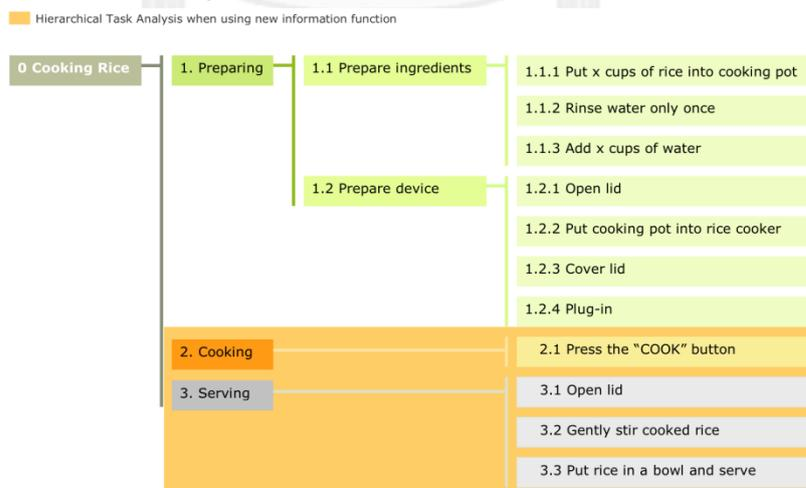 Hierarchical Task Analysis when using new information function
0 Cooking Rice
1. Preparing
1.1 Prepare ingredients
1.1.1 Put x cups of rice into cooking pot
1.1.2 Rinse water only once
1.1.3 Add x cups of water
1.2 Prepare device
1.2.1 Open lid
1.2.2 Put cooking pot into rice cooker
1.2.3 Cover lid
1.2.4 Plug-in
2. Cooking
2.1 Press the “COOK” button
3. Serving
3.1 Open lid
3.2 Gently stir cooked rice
3.3 Put rice in a bowl and serve